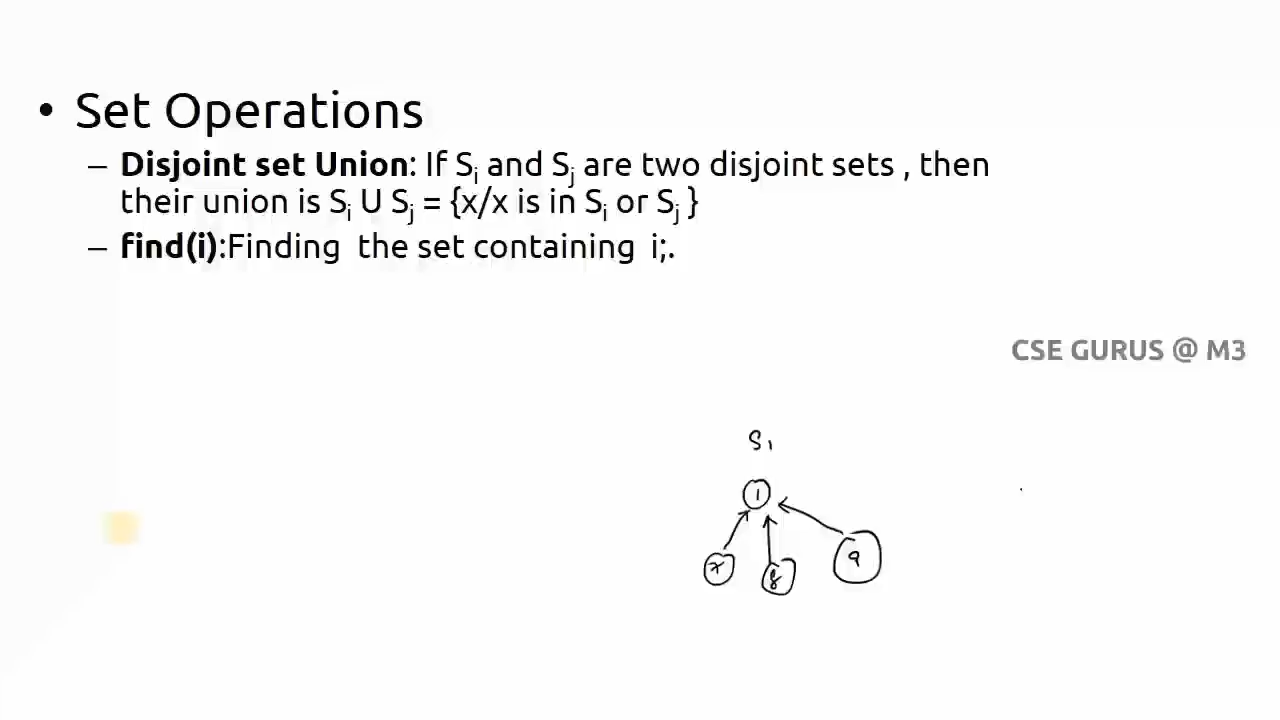 • Set Operations
– Disjoint set Union: If Si and Sj are two disjoint sets , then
their union is Si U Sj = {x/x is in Si or Sj }
– find(i):Finding the set containing i;.
CSE GURUS @ M3
S1
1
7 8 9